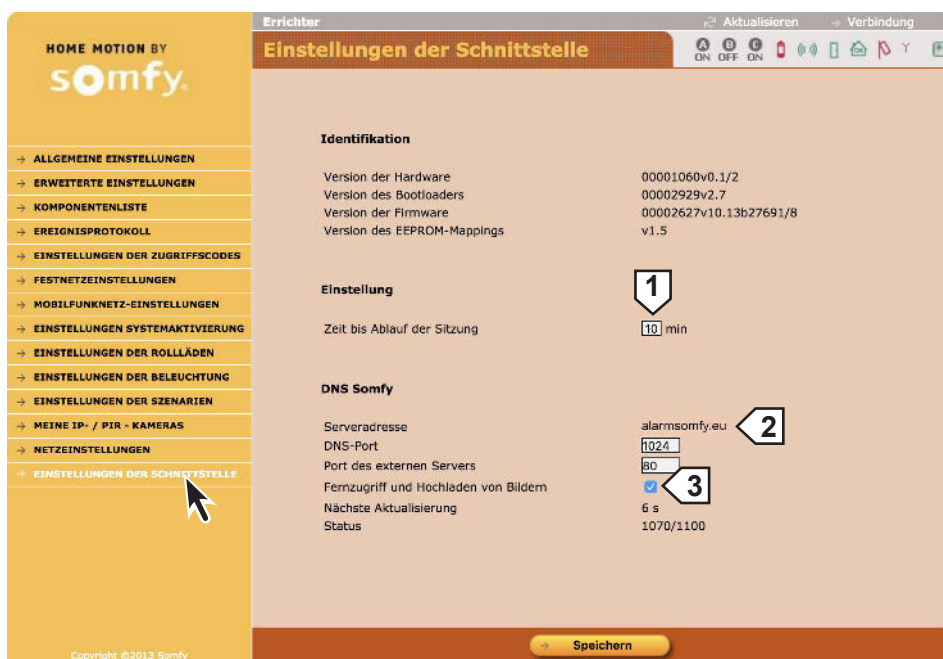 Errichter
Aktualisieren
Verbindung
HOME MOTION BY
somfy.
Einstellungen der Schnittstelle
A B C
ON OFF ON
→ ALLGEMEINE EINSTELLUNGEN
→ ERWEITERTE EINSTELLUNGEN
→ KOMPONENTENLISTE
→ EREIGNISPROTOKOLL
→ EINSTELLUNGEN DER ZUGRIFFSCODES
→ FESTNETZEINSTELLUNGEN
→ MOBILFUNKNETZ-EINSTELLUNGEN
→ EINSTELLUNGEN SYSTEMAKTIVIERUNG
→ EINSTELLUNGEN DER ROLLLÄDEN
→ EINSTELLUNGEN DER BELEUCHTUNG
→ EINSTELLUNGEN DER SZENARIEN
→ MEINE IP- / PIR - KAMERAS
→ NETZEINSTELLUNGEN
→ EINSTELLUNGEN DER SCHNITTSTELLE
Copyright ©2013 Somfy
Identifikation
Version der Hardware 00001060v0.1/2
Version des Bootloaders 00002929v2.7
Version der Firmware 00002627v10.13b27691/8
Version des EEPROM-Mappings v1.5
Einstellung
1
Zeit bis Ablauf der Sitzung 10 min
DNS Somfy
Serveradresse alarmsomfy.eu 2
DNS-Port 1024
Port des externen Servers 80
Fernzugriff und Hochladen von Bildern 3
Nächste Aktualisierung 6 s
Status 1070/1100
→ Speichern